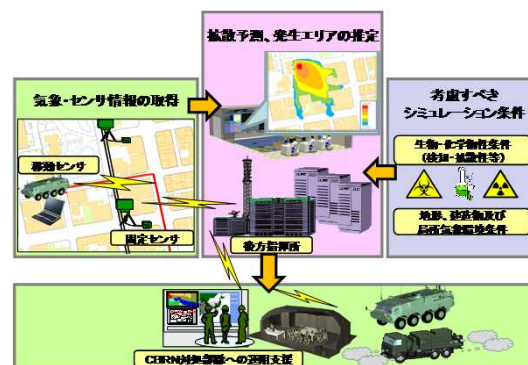 拡散予測、発生エリアの推定
気象・センサ情報の取得
移動センサ
固定センサ
後方指揮所
考慮すべき
シミュレーション条件
生物・化学物性条件
(検知・拡散性等)
地形、建造物及び
局所気象環境条件
CBRN対処部隊への運用支援